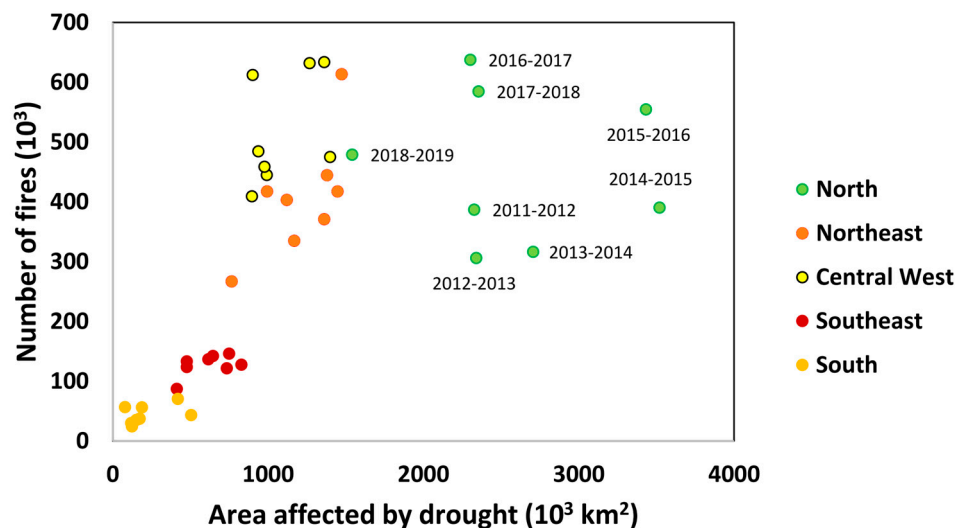 700
600
500
400
300
200
100
0
Number of fires (10³)
2016-2017
2017-2018
2015-2016
2018-2019
2014-2015
2011-2012
2013-2014
2012-2013
North
Northeast
Central West
Southeast
South
0 1000 2000 3000 4000
Area affected by drought (10³ km²)